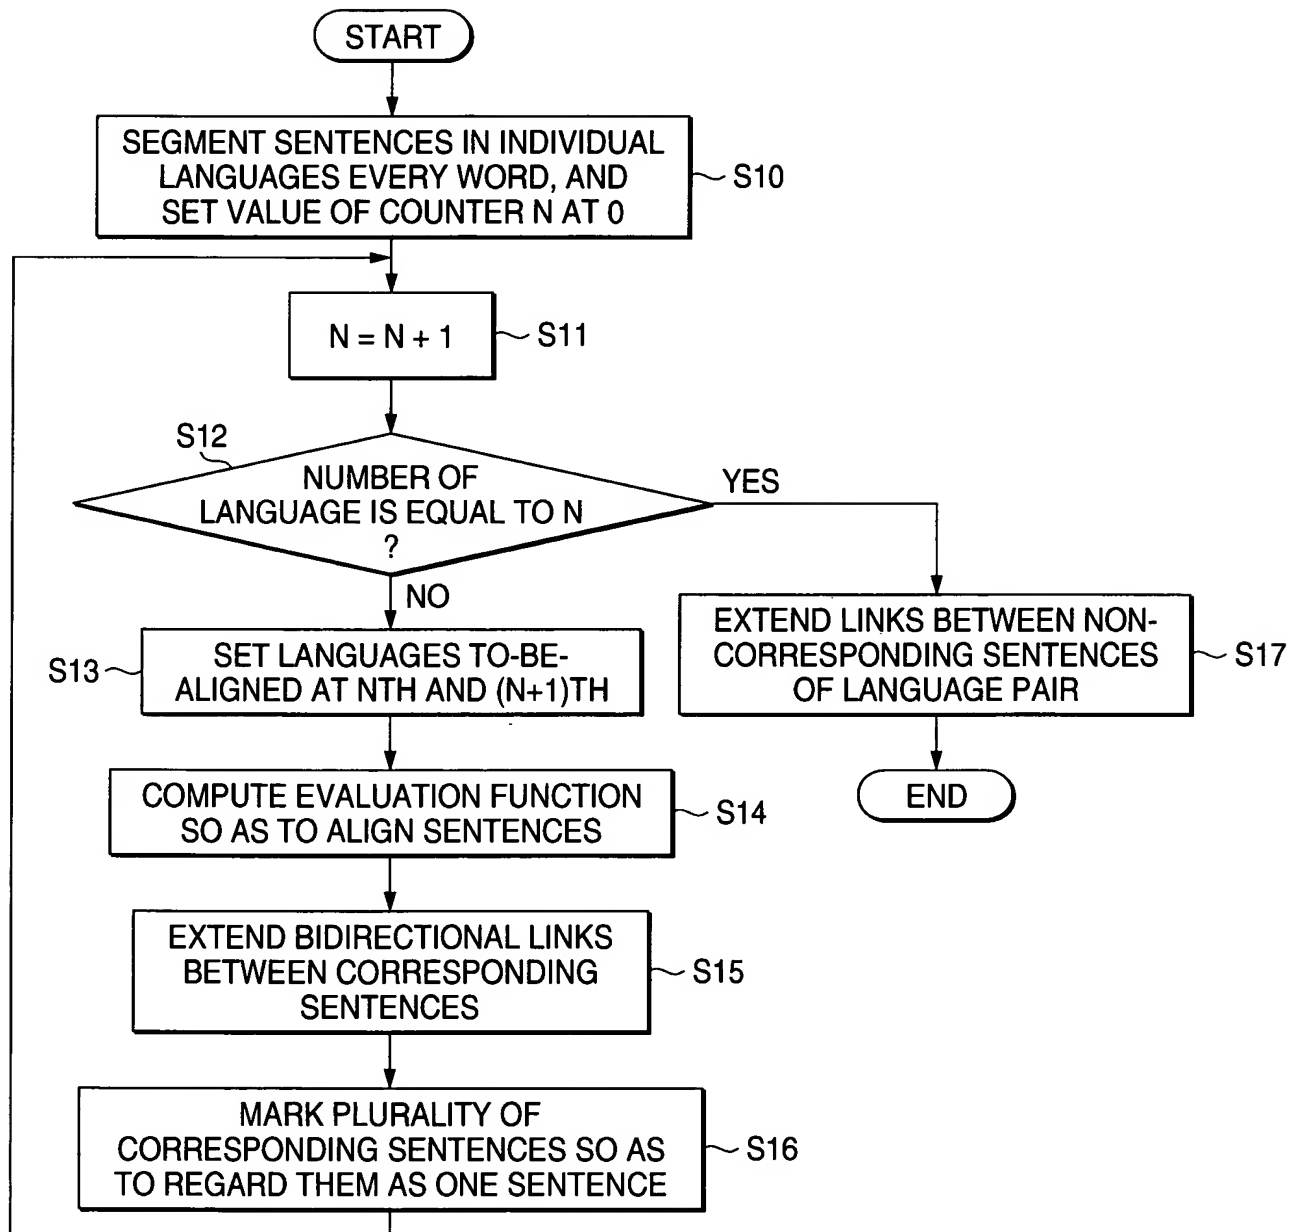 START
SEGMENT SENTENCES IN INDIVIDUAL
LANGUAGES EVERY WORD, AND
SET VALUE OF COUNTER N AT 0
S10
N = N + 1
S11
S12
NUMBER OF
LANGUAGE IS EQUAL TO N
?
YES
NO
SET LANGUAGES TO-BE-
ALIGNED AT NTH AND (N+1)TH
S13
EXTEND LINKS BETWEEN NON-
CORRESPONDING SENTENCES
OF LANGUAGE PAIR
S17
COMPUTE EVALUATION FUNCTION
SO AS TO ALIGN SENTENCES
S14
END
EXTEND BIDIRECTIONAL LINKS
BETWEEN CORRESPONDING
SENTENCES
S15
MARK PLURALITY OF
CORRESPONDING SENTENCES SO AS
TO REGARD THEM AS ONE SENTENCE
S16